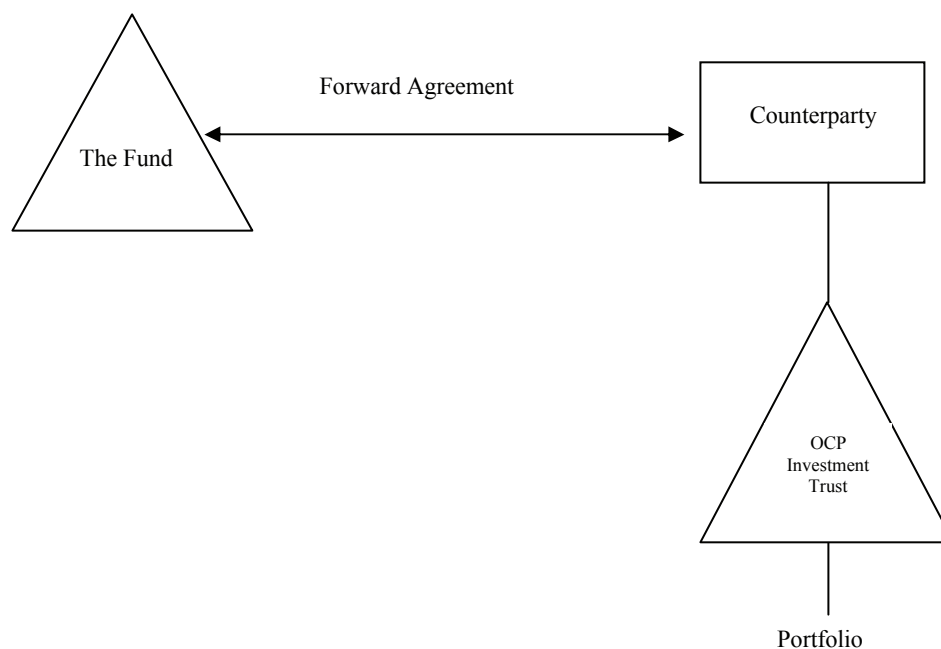 Forward Agreement
The Fund
Counterparty
OCP
Investment
Trust
Portfolio